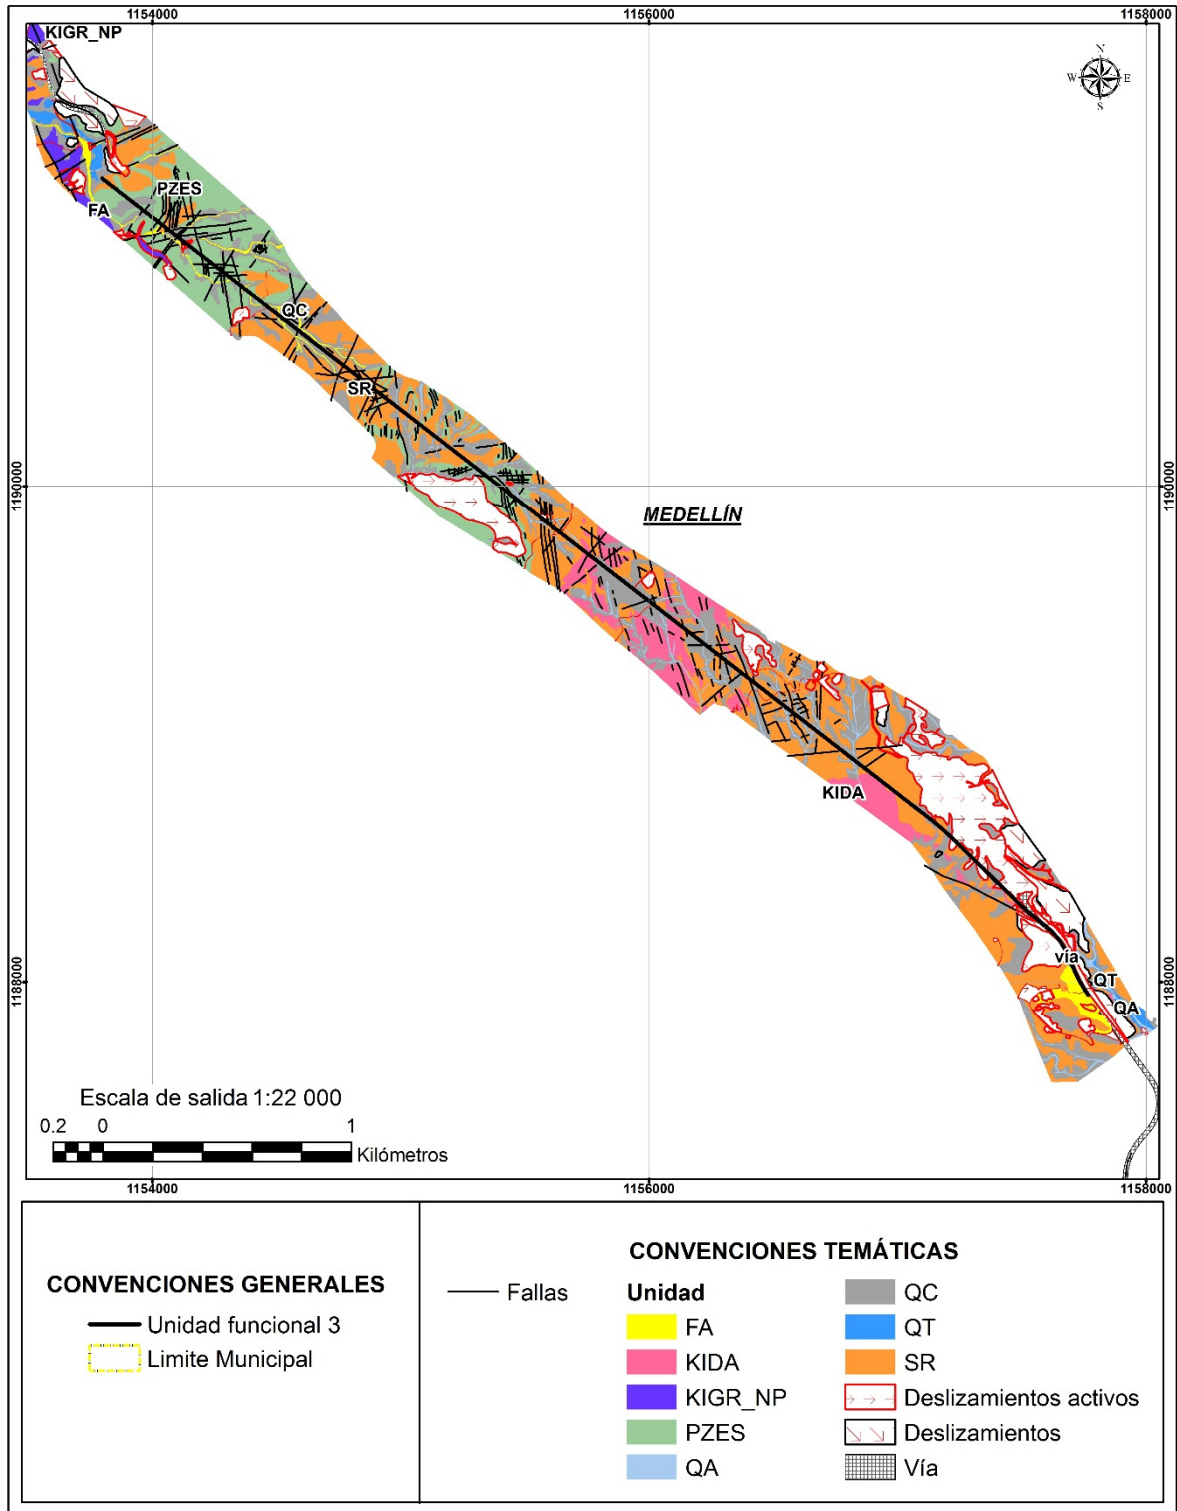 1154000 1156000 1158000
KIGR_NP
N
W E
S
PZES
FA
QC
SR
1190000 1190000
MEDELLÍN
KIDA
vía
QT
1188000 1188000
QA
Escala de salida 1:22 000
0.2 0 1
Kilómetros
1154000 1156000 1158000
CONVENCIONES GENERALES
Unidad funcional 3
Limite Municipal
CONVENCIONES TEMÁTICAS
Fallas
Unidad
FA
KIDA
KIGR_NP
PZES
QA
QC
QT
SR
Deslizamientos activos
Deslizamientos
Vía